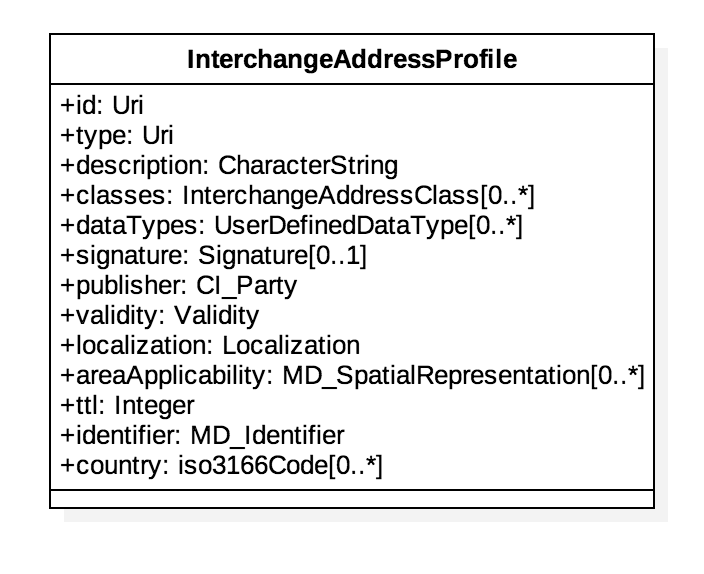 InterchangeAddressProfile
+id: Uri
+type: Uri
+description: CharacterString
+classes: InterchangeAddressClass[0..*]
+dataTypes: UserDefinedDataType[0..*]
+signature: Signature[0..1]
+publisher: CI_Party
+validity: Validity
+localization: Localization
+areaApplicability: MD_SpatialRepresentation[0..*]
+ttl: Integer
+identifier: MD_Identifier
+country: iso3166Code[0..*]